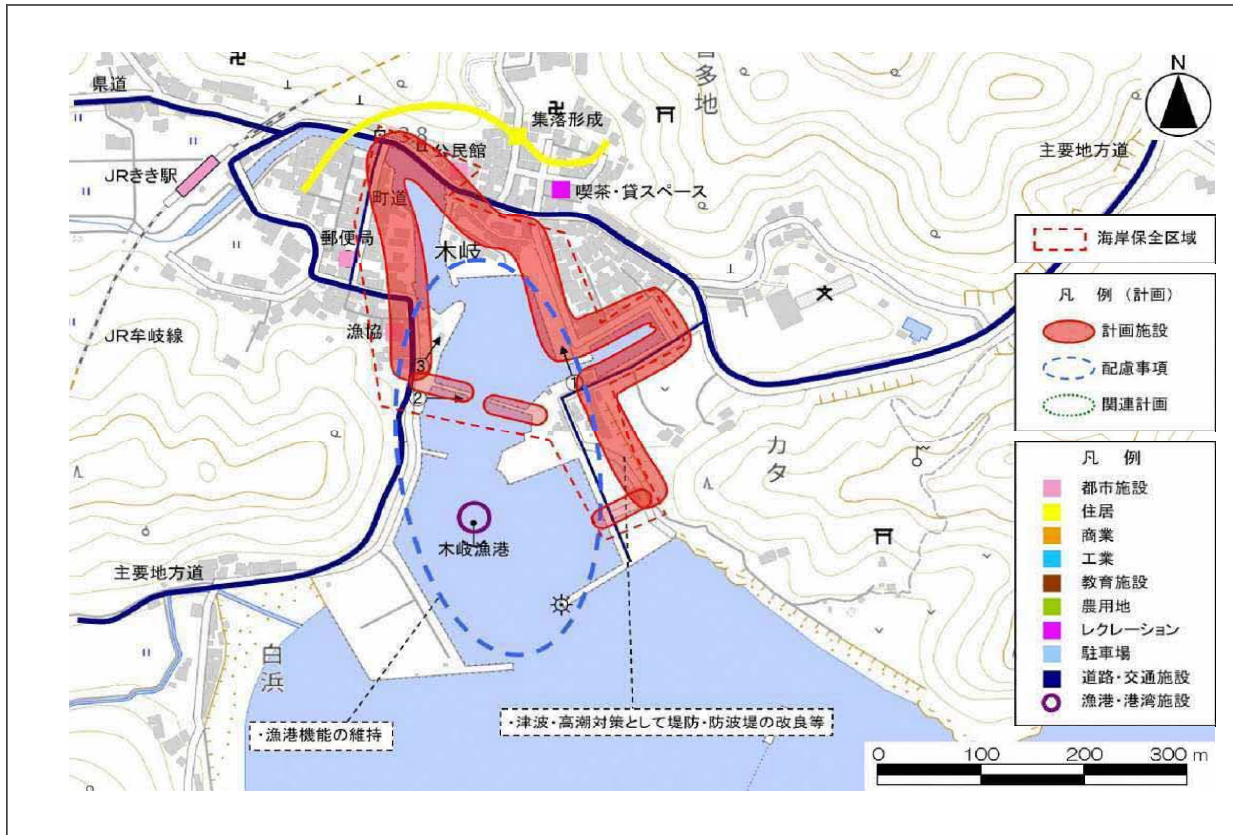 県道
JRきき駅
集落形成
公民館
喜多地
N
主要地方道
喫茶・貸スペース
町道
郵便局
木岐
JR牟岐線
漁協
①
③
②
カタ
木岐漁港
主要地方道
白浜
・漁港機能の維持
・津波・高潮対策として堤防・防波堤の改良等
海岸保全区域
凡 例(計画)
計画施設
配慮事項
関連計画
凡 例
都市施設
住居
商業
工業
教育施設
農用地
レクレーション
駐車場
道路・交通施設
漁港・港湾施設
0 100 200 300 m